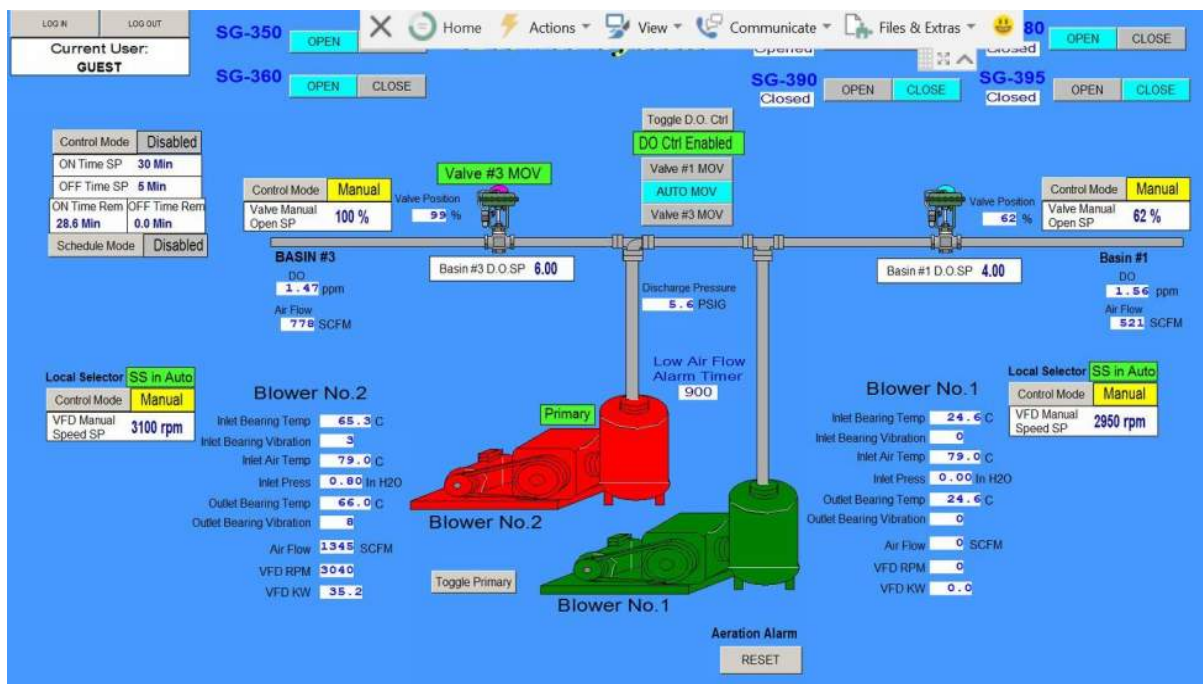 LOG IN
LOG OUT
Current User:
GUEST
SG-350
OPEN
Home
Actions
View
Communicate
Files & Extras
80
OPEN
CLOSE
Opened
Closed
SG-360
OPEN
CLOSE
SG-390
Closed
OPEN
CLOSE
SG-395
Closed
OPEN
CLOSE
Toggle D.O. Ctrl
DO Ctrl Enabled
Valve #1 MOV
AUTO MOV
Valve #3 MOV
Control Mode Disabled
ON Time SP 30 Min
OFF Time SP 5 Min
ON Time Rem OFF Time Rem
28.6 Min 0.0 Min
Schedule Mode Disabled
Control Mode Manual
Valve Manual
Open SP
100 %
Valve #3 MOV
Valve Position
99 %
Valve Position
62 %
Control Mode Manual
Valve Manual
Open SP
62 %
BASIN #3
DO
1.47 ppm
Air Flow
778 SCFM
Basin #3 D.O.SP 6.00
Discharge Pressure
5.6 PSIG
Basin #1 D.O.SP 4.00
Basin #1
DO
1.56 ppm
Air Flow
521 SCFM
Low Air Flow
Alarm Timer
900
Local Selector SS in Auto
Control Mode Manual
VFD Manual
Speed SP
3100 rpm
Blower No.2
Inlet Bearing Temp 65.3 C
Inlet Bearing Vibration 3
Inlet Air Temp 79.0 C
Inlet Press 0.80 In H2O
Outlet Bearing Temp 66.0 C
Outlet Bearing Vibration 8
Air Flow 1345 SCFM
VFD RPM 3040
VFD KW 35.2
Primary
Blower No.2
Toggle Primary
Blower No.1
Blower No.1
Inlet Bearing Temp 24.6 C
Inlet Bearing Vibration 0
Inlet Air Temp 79.0 C
Inlet Press 0.00 In H2O
Outlet Bearing Temp 24.6 C
Outlet Bearing Vibration 0
Air Flow 0 SCFM
VFD RPM 0
VFD KW 0.0
Local Selector SS in Auto
Control Mode Manual
VFD Manual
Speed SP
2950 rpm
Aeration Alarm
RESET